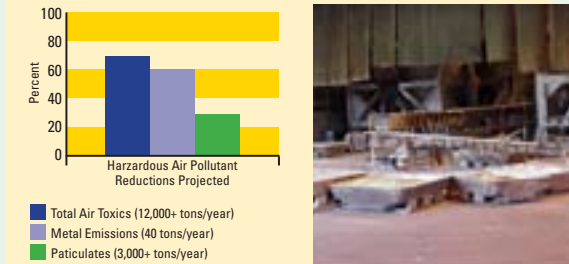 100
80
60
40
20
0
Percent
Harzardous Air Pollutant
Reductions Projected
Total Air Toxics (12,000+ tons/year)
Metal Emissions (40 tons/year)
Paticulates (3,000+ tons/year)